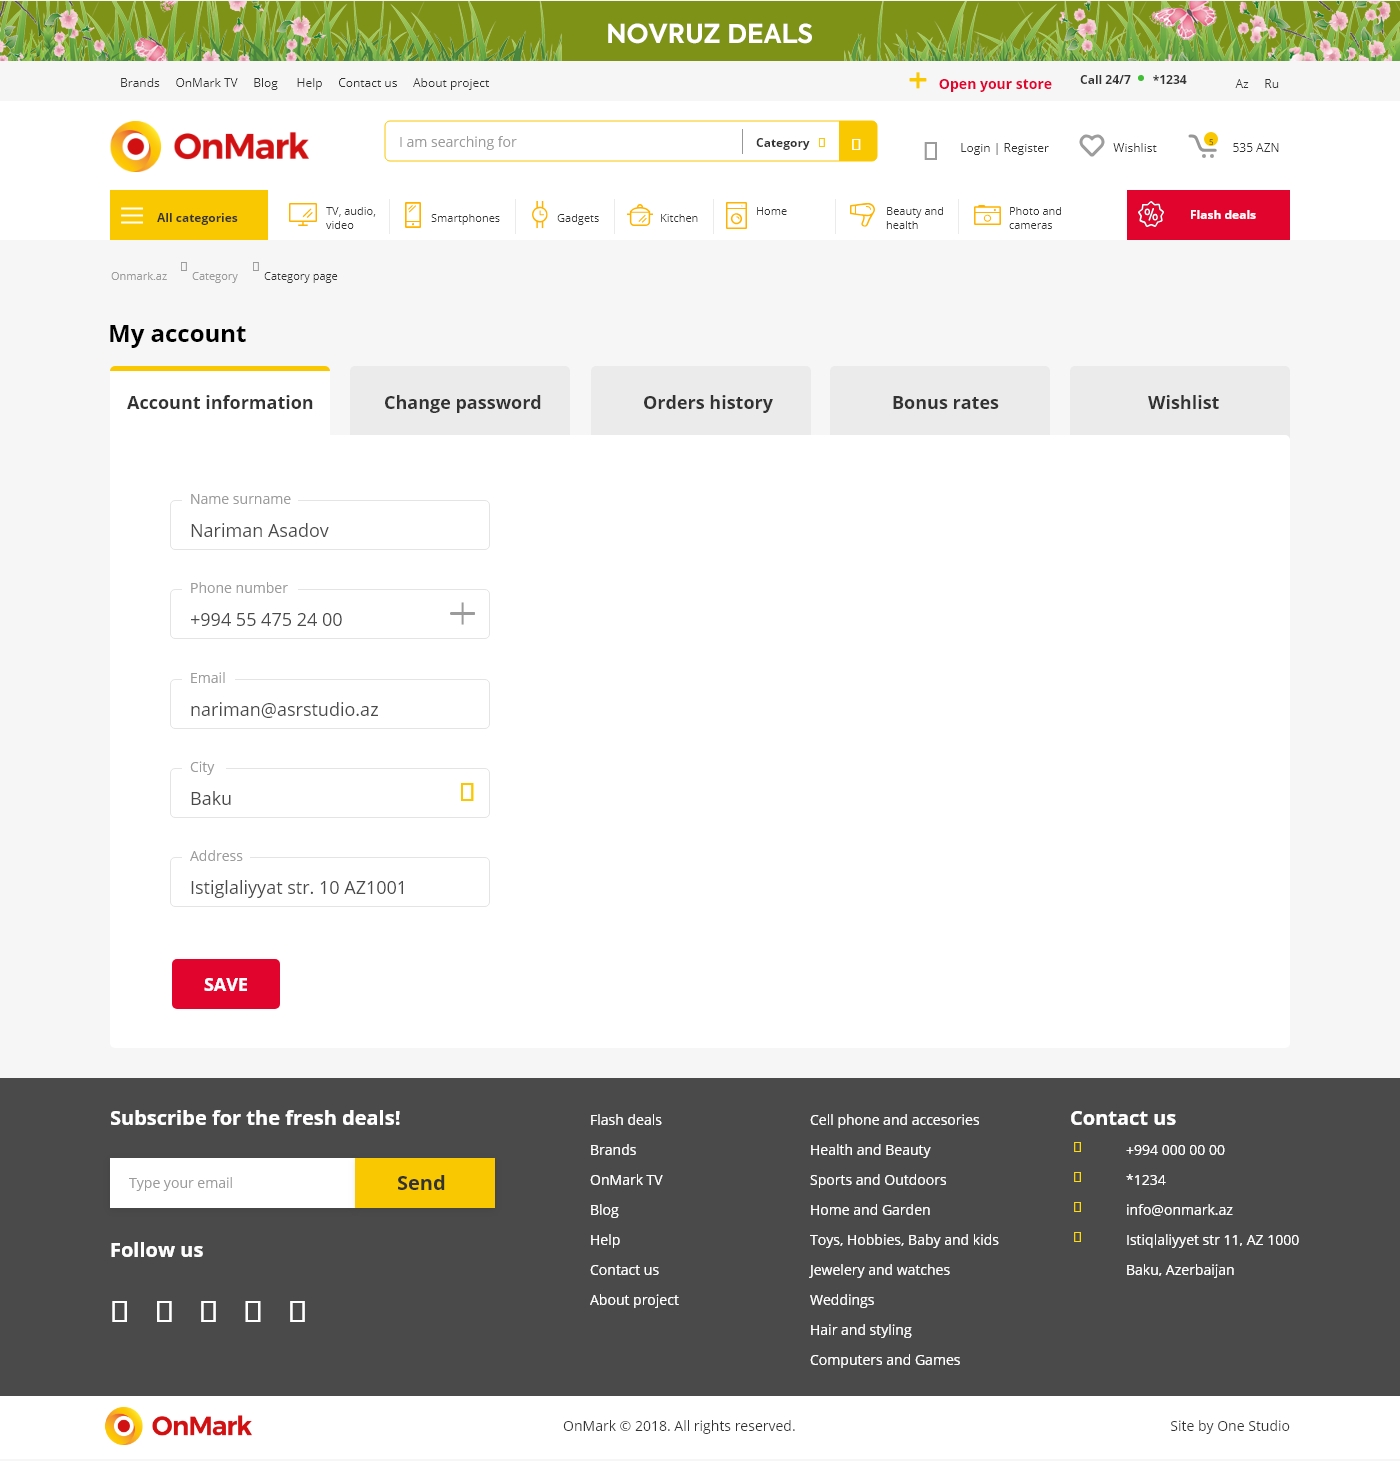 NOVRUZ DEALS
Brands OnMark TV Blog Help Contact us About project
Open your store
Call 24/7 *1234
Az Ru
OnMark
I am searching for
Category
Login | Register
Wishlist
5
535 AZN
All categories
TV, audio,
video
Smartphones
Gadgets
Kitchen
Home
Beauty and
health
Photo and
cameras
Flash deals
Onmark.az Category Category page
My account
Account information
Change password
Orders history
Bonus rates
Wishlist
Name surname
Nariman Asadov
Phone number
+994 55 475 24 00
Email
nariman@asrstudio.az
City
Baku
Address
Istiglaliyyat str. 10 AZ1001
SAVE
Subscribe for the fresh deals!
Type your email
Send
Follow us
Flash deals
Brands
OnMark TV
Blog
Help
Contact us
About project
Cell phone and accesories
Health and Beauty
Sports and Outdoors
Home and Garden
Toys, Hobbies, Baby and kids
Jewelery and watches
Weddings
Hair and styling
Computers and Games
Contact us
+994 000 00 00
*1234
info@onmark.az
Istiqlaliyyet str 11, AZ 1000
Baku, Azerbaijan
OnMark
OnMark © 2018. All rights reserved.
Site by One Studio